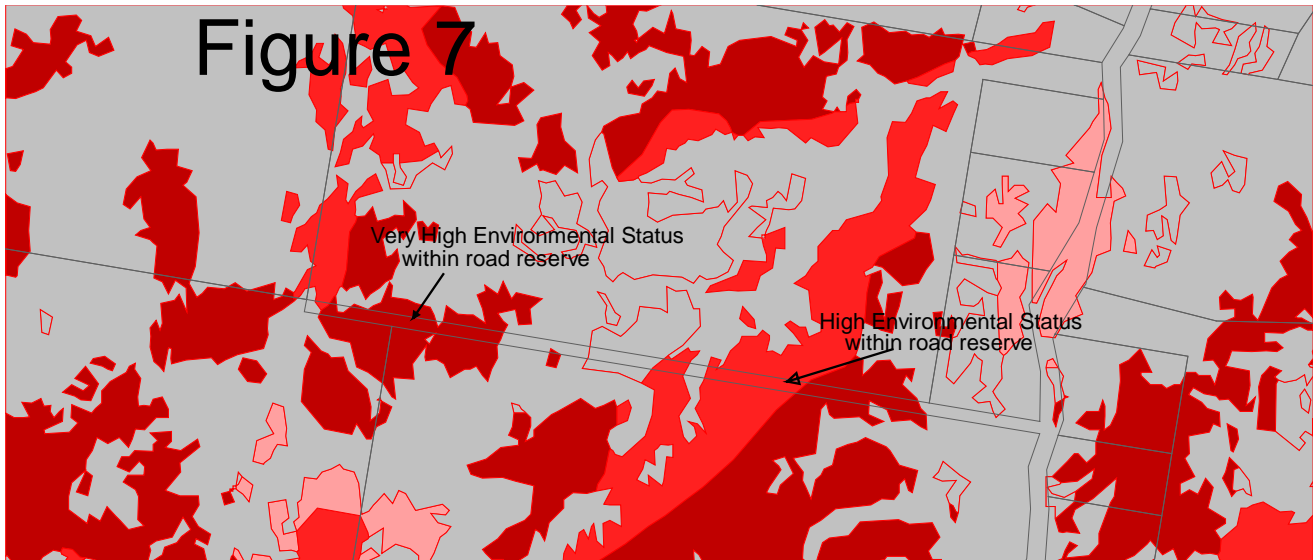 Figure 7
Very High Environmental Status
within road reserve
High Environmental Status
within road reserve